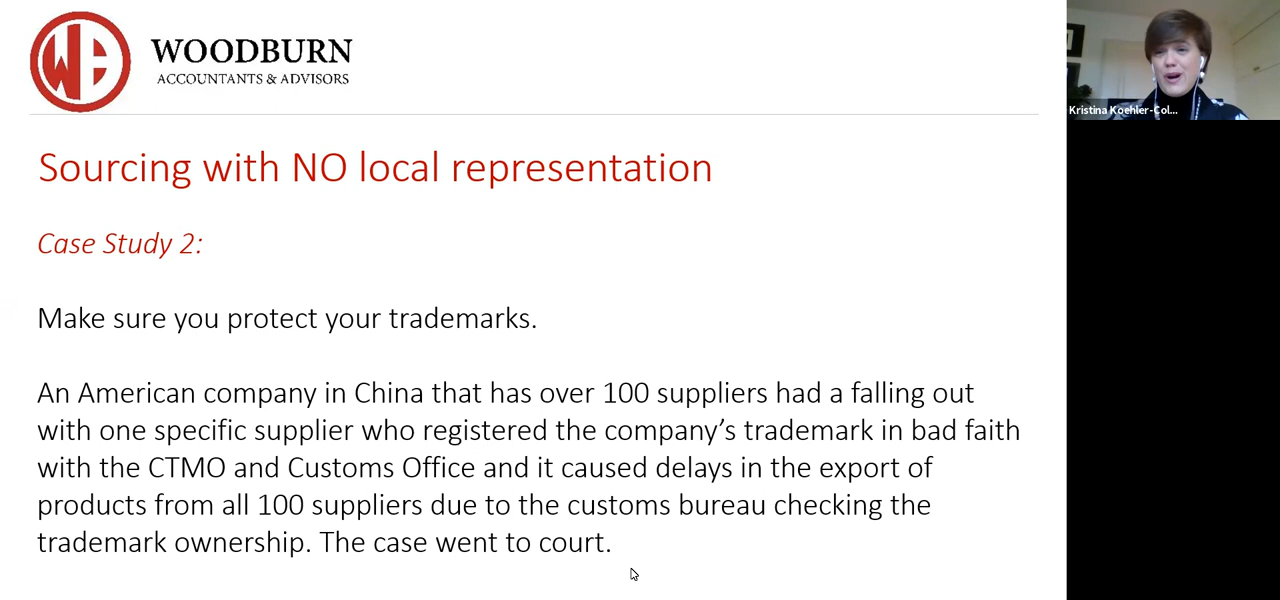 WB
WOODBURN
ACCOUNTANTS & ADVISORS
Kristina Koehler-Col...
Sourcing with NO local representation
Case Study 2:
Make sure you protect your trademarks.
An American company in China that has over 100 suppliers had a falling out
with one specific supplier who registered the company’s trademark in bad faith
with the CTMO and Customs Office and it caused delays in the export of
products from all 100 suppliers due to the customs bureau checking the
trademark ownership. The case went to court.